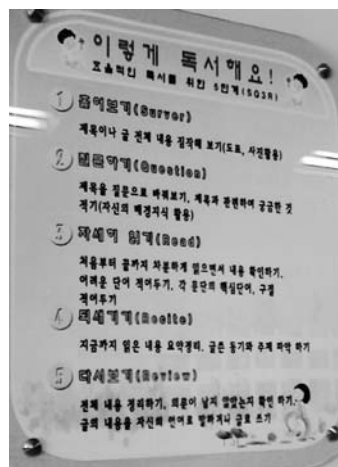 이렇게 독서해요!
효율적인 독서를 위한 5단계(SQ3R)
1 훑어보기(Surver)
제목이나 글 전체 내용 짐작해 보기(도표, 사진활용)
2 질문하기(Question)
제목을 질문으로 바꿔보기, 제목과 관련하여 궁금한 것
적기(자신의 배경지식 활용)
3 자세히 읽기(Read)
처음부터 끝까지 차분하게 읽으면서 내용 확인하기.
어려운 단어 적어두기, 각 문단의 핵심단어, 구절
적어두기
4 되새기기(Recite)
지금까지 읽은 내용 요약정리. 글쓴 동기와 주제 파악 하기
5 다시보기(Review)
전체 내용 정리하기, 의문이 남지 않았는지 확인 하기.
글의 내용을 자신의 언어로 말하거나 글로 쓰기